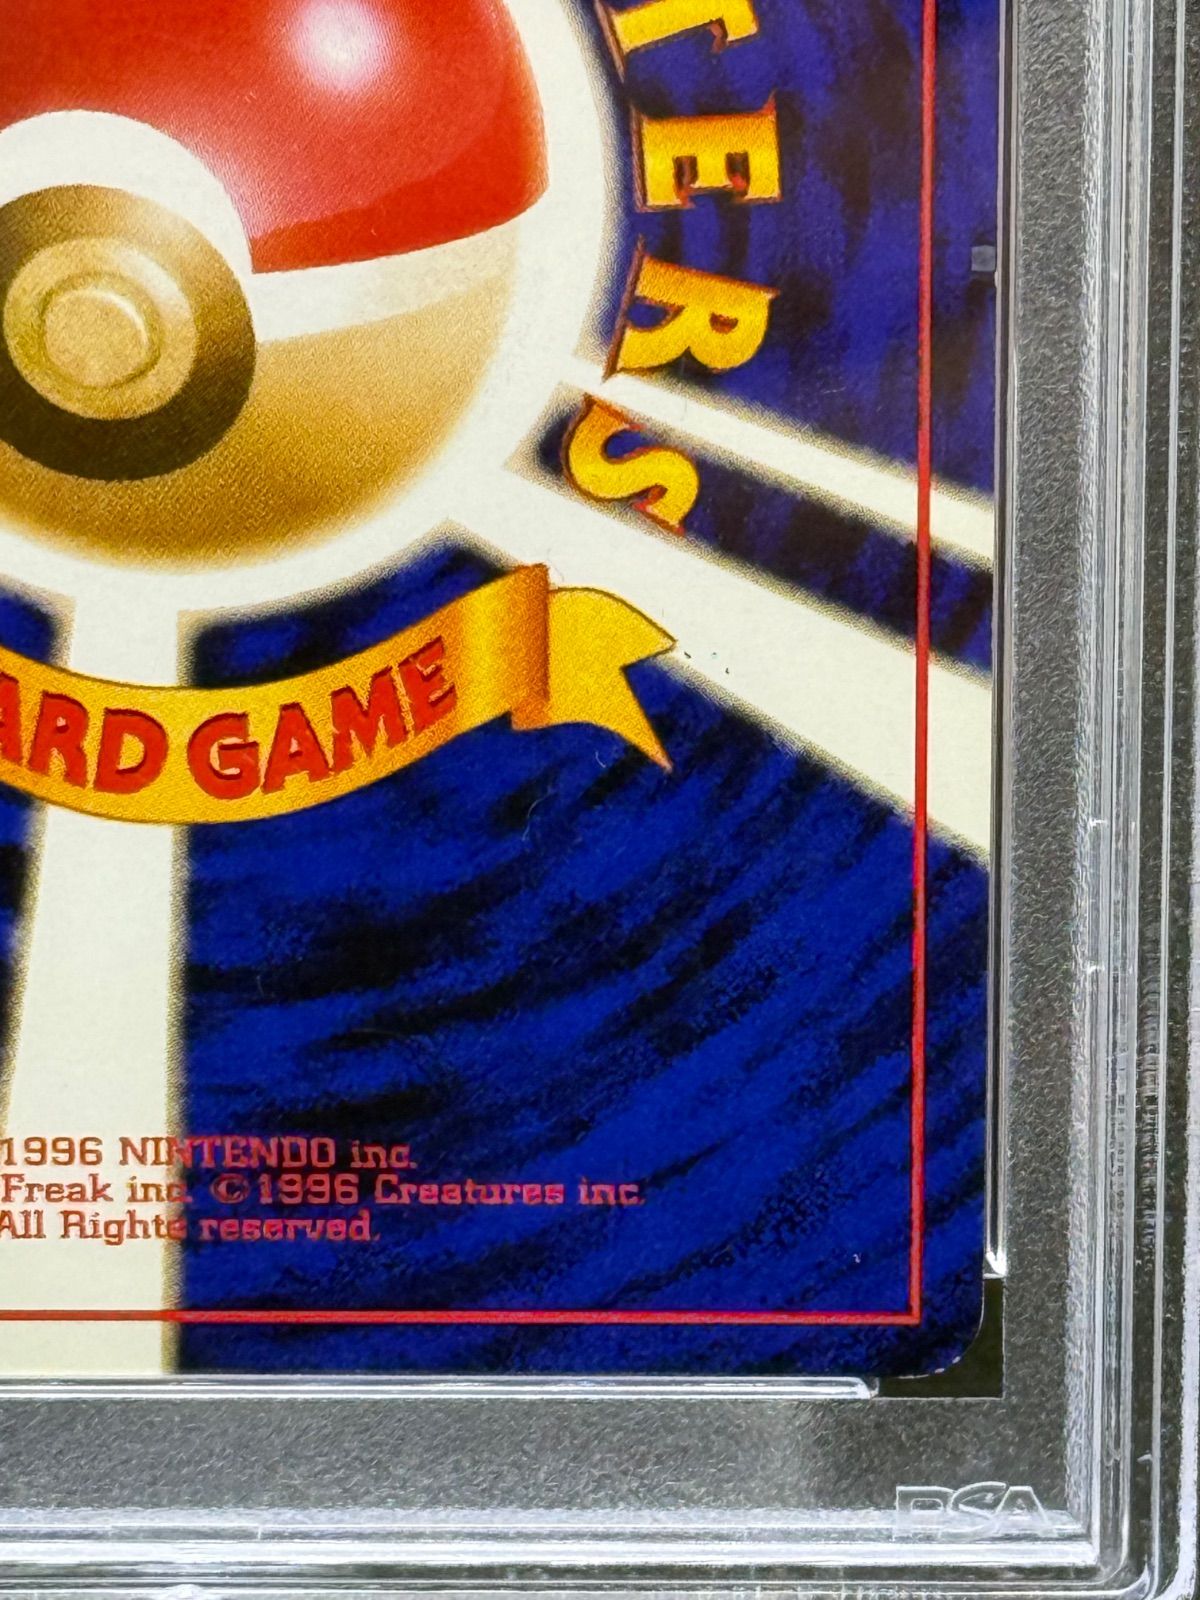 TERS
ARD GAME
1996 NINTENDO inc.
Freak inc. ©1996 Creatures inc.
All Rights reserved.
PSA